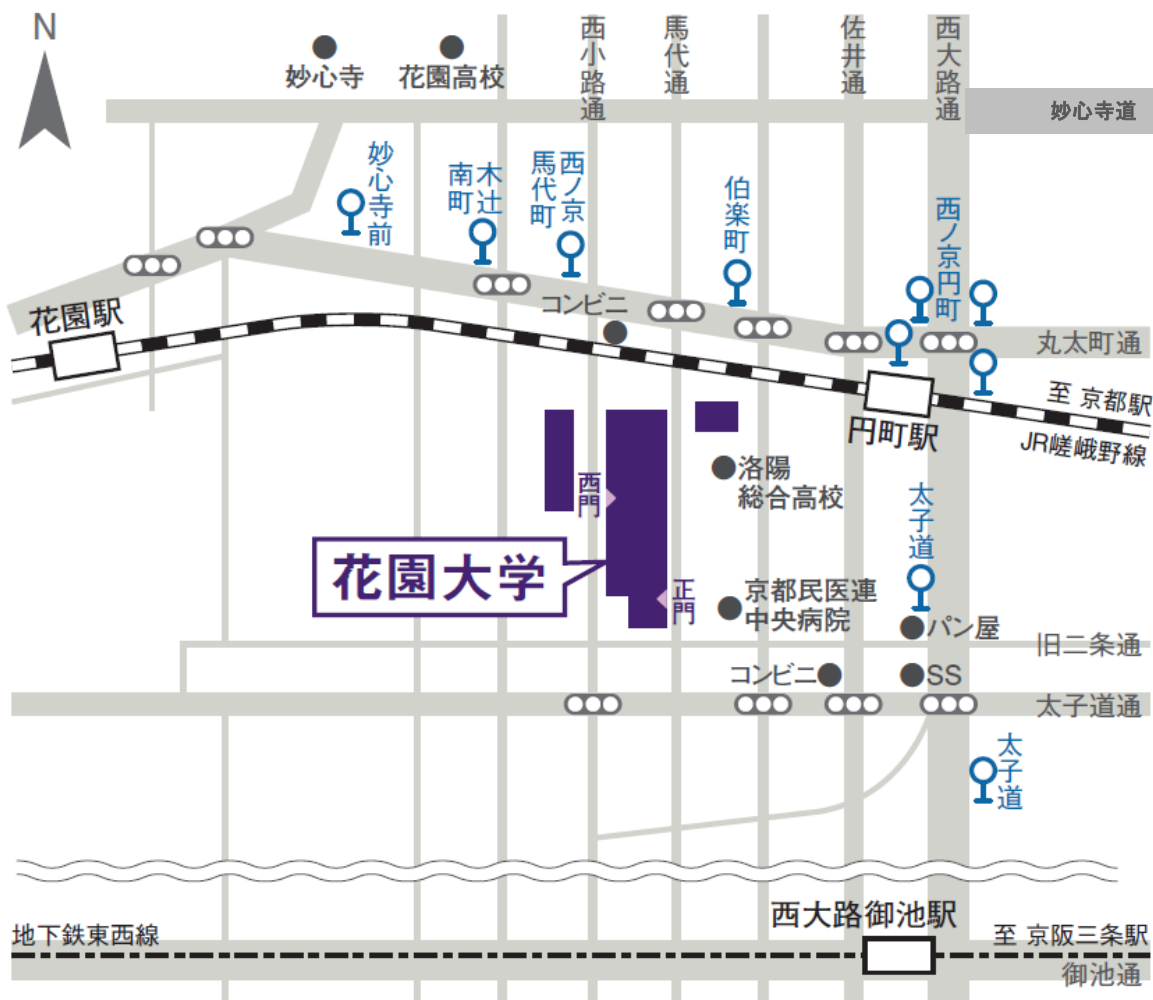 N
妙心寺
花園高校
西小路通
馬代通
佐井通
西大路通
妙心寺道
妙心寺前
木辻
南町
西ノ京
馬代町
伯楽町
西ノ京円町
花園駅
コンビニ
丸太町通
至 京都駅
JR嵯峨野線
円町駅
洛陽
総合高校
西門
太子道
花園大学
正門
京都民医連
中央病院
パン屋
旧二条通
コンビニ
SS
太子道通
太子道
西大路御池駅
地下鉄東西線
至 京阪三条駅
御池通